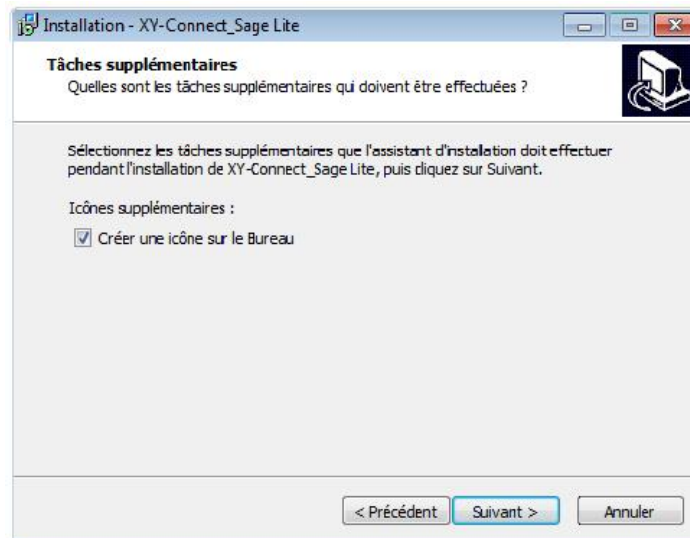 Installation - XY-Connect_Sage Lite
Tâches supplémentaires
Quelles sont les tâches supplémentaires qui doivent être effectuées ?
Sélectionnez les tâches supplémentaires que l'assistant d'installation doit effectuer
pendant l'installation de XY-Connect_Sage Lite, puis cliquez sur Suivant.
Icônes supplémentaires :
Créer une icône sur le Bureau
< Précédent Suivant > Annuler